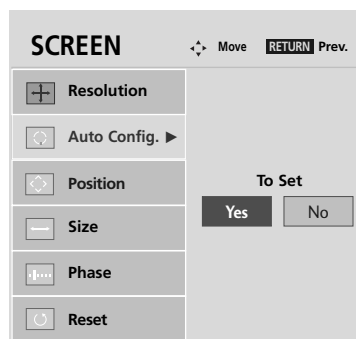 SCREEN Move RETURN Prev.
Resolution
Auto Config. ►
Position
Size
Phase
Reset
To Set
Yes No